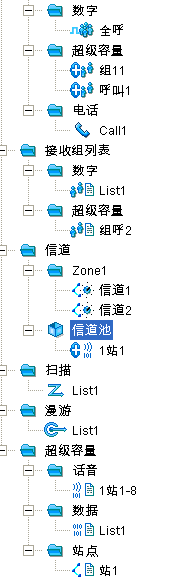 数字
全呼
超级容量
组11
呼叫1
电话
Call1
接收组列表
数字
List1
超级容量
组呼2
信道
Zone1
信道1
信道2
信道池
1站1
扫描
List1
漫游
List1
超级容量
话音
1站1-8
数据
List1
站点
站1